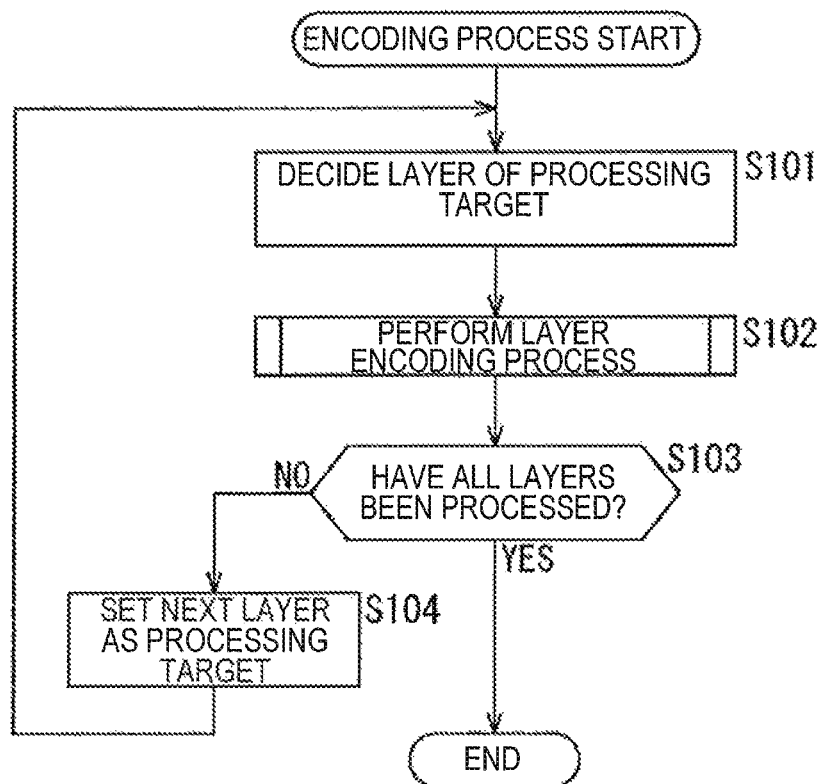 ENCODING PROCESS START
DECIDE LAYER OF PROCESSING
TARGET
S101
PERFORM LAYER
ENCODING PROCESS
S102
HAVE ALL LAYERS
BEEN PROCESSED?
S103
NO
YES
SET NEXT LAYER
AS PROCESSING
TARGET
S104
END